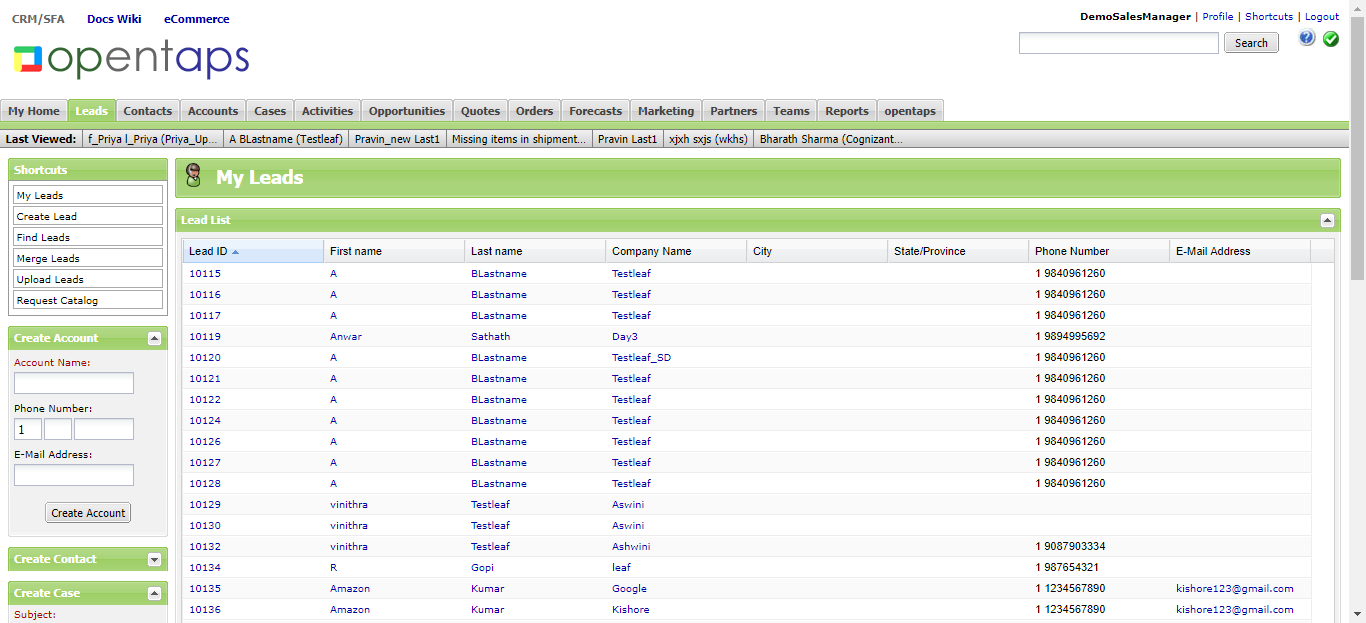 CRM/SFA Docs Wiki eCommerce
DemoSalesManager | Profile | Shortcuts | Logout
opentaps
Search
My Home Leads Contacts Accounts Cases Activities Opportunities Quotes Orders Forecasts Marketing Partners Teams Reports opentaps
Last Viewed: f_Priya l_Priya (Priya_Up... A BLastname (Testleaf) Pravin_new Last1 Missing items in shipment... Pravin Last1 xjxh sxjs (wkhs) Bharath Sharma (Cognizant...
Shortcuts
My Leads
Create Lead
Find Leads
Merge Leads
Upload Leads
Request Catalog
Create Account
Account Name:
Phone Number:
1
E-Mail Address:
Create Account
Create Contact
Create Case
Subject:
My Leads
Lead List
Lead ID First name Last name Company Name City State/Province Phone Number E-Mail Address
10115 A BLastname Testleaf 1 9840961260
10116 A BLastname Testleaf 1 9840961260
10117 A BLastname Testleaf 1 9840961260
10119 Anwar Sathath Day3 1 9894995692
10120 A BLastname Testleaf_SD 1 9840961260
10121 A BLastname Testleaf 1 9840961260
10122 A BLastname Testleaf 1 9840961260
10124 A BLastname Testleaf 1 9840961260
10126 A BLastname Testleaf 1 9840961260
10127 A BLastname Testleaf 1 9840961260
10128 A BLastname Testleaf 1 9840961260
10129 vinithra Testleaf Aswini
10130 vinithra Testleaf Aswini
10132 vinithra Testleaf Ashwini 1 9087903334
10134 R Gopi leaf 1 987654321
10135 Amazon Kumar Google 1 1234567890 kishore123@gmail.com
10136 Amazon Kumar Kishore 1 1234567890 kishore123@gmail.com